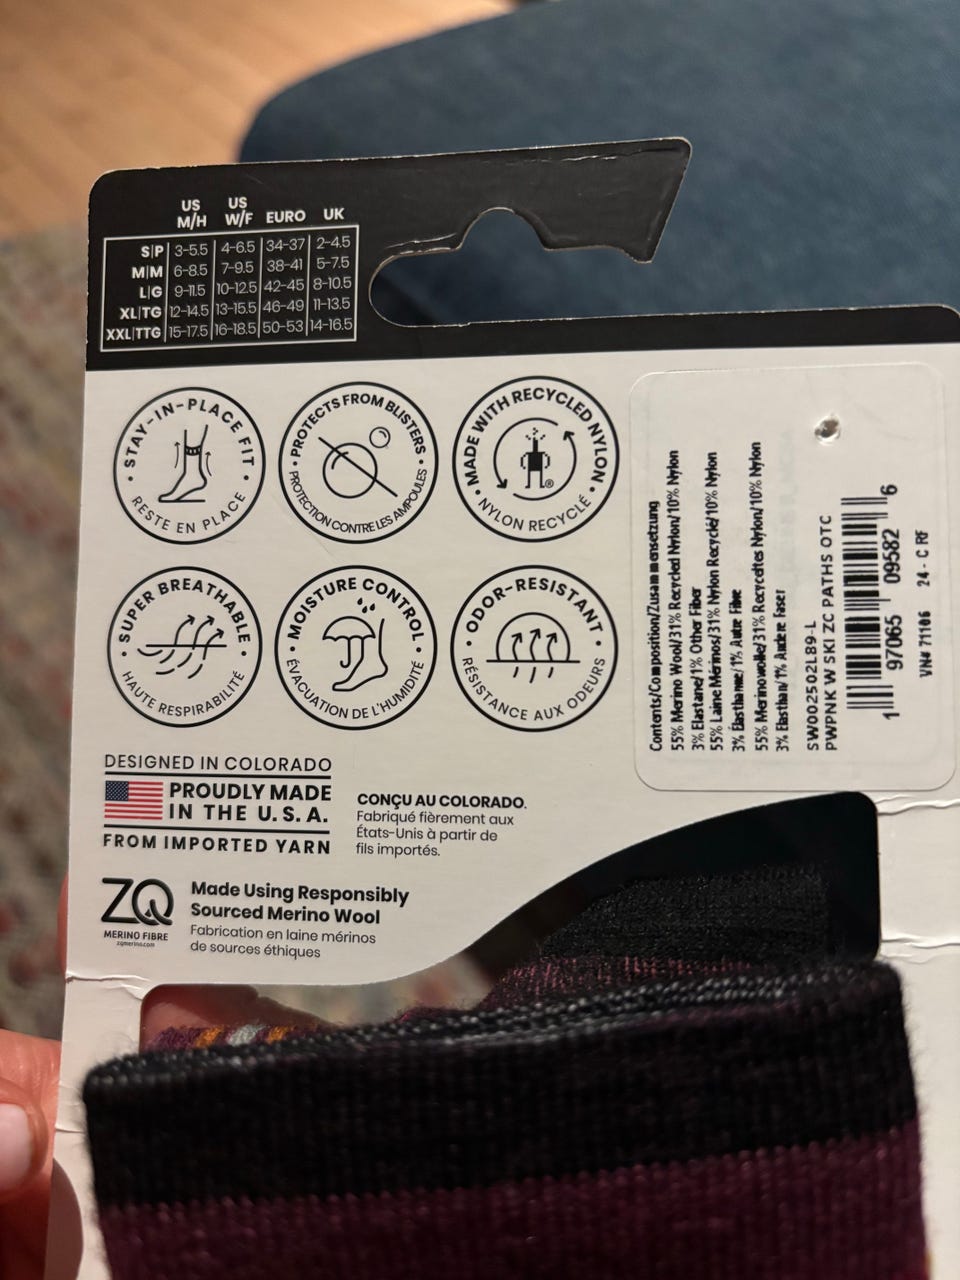 US M/H US W/F EURO UK
S|P 3-5.5 4-6.5 34-37 2-4.5
M|M 6-8.5 7-9.5 38-41 5-7.5
L|G 9-11.5 10-12.5 42-45 8-10.5
XL|TG 12-14.5 13-15.5 46-49 11-13.5
XXL|TTG 15-17.5 16-18.5 50-53 14-16.5
STAY-IN-PLACE FIT
RESTE EN PLACE
PROTECTS FROM BLISTERS
PROTECTION CONTRE LES AMPOULES
MADE WITH RECYCLED NYLON
NYLON RECYCLÉ
®
SUPER BREATHABLE
HAUTE RESPIRABILITÉ
MOISTURE CONTROL
ÉVACUATION DE L'HUMIDITÉ
ODOR-RESISTANT
RÉSISTANCE AUX ODEURS
DESIGNED IN COLORADO
PROUDLY MADE
IN THE U.S.A.
FROM IMPORTED YARN
CONÇU AU COLORADO.
Fabriqué fièrement aux
États-Unis à partir de
fils importés.
ZQ
MERINO FIBRE
zqmerino.com
Made Using Responsibly
Sourced Merino Wool
Fabrication en laine mérinos
de sources éthiques
Contents/Composition/Zusammensetzung
55% Merino Wool/31% Recycled Nylon/10% Nylon
3% Elastane/1% Other Fiber
55% Laine Mérinos/31% Nylon Recyclé/10% Nylon
3% Élasthanne/1% Autre Fibre
55% Merinowolle/31% Recyceltes Nylon/10% Nylon
3% Elasthan/1% Andere Faser
SW002502L89-L
PWPNK W SKI ZC PATHS OTC
1 97065 09582 6
VIN# 71106 24 - C RF